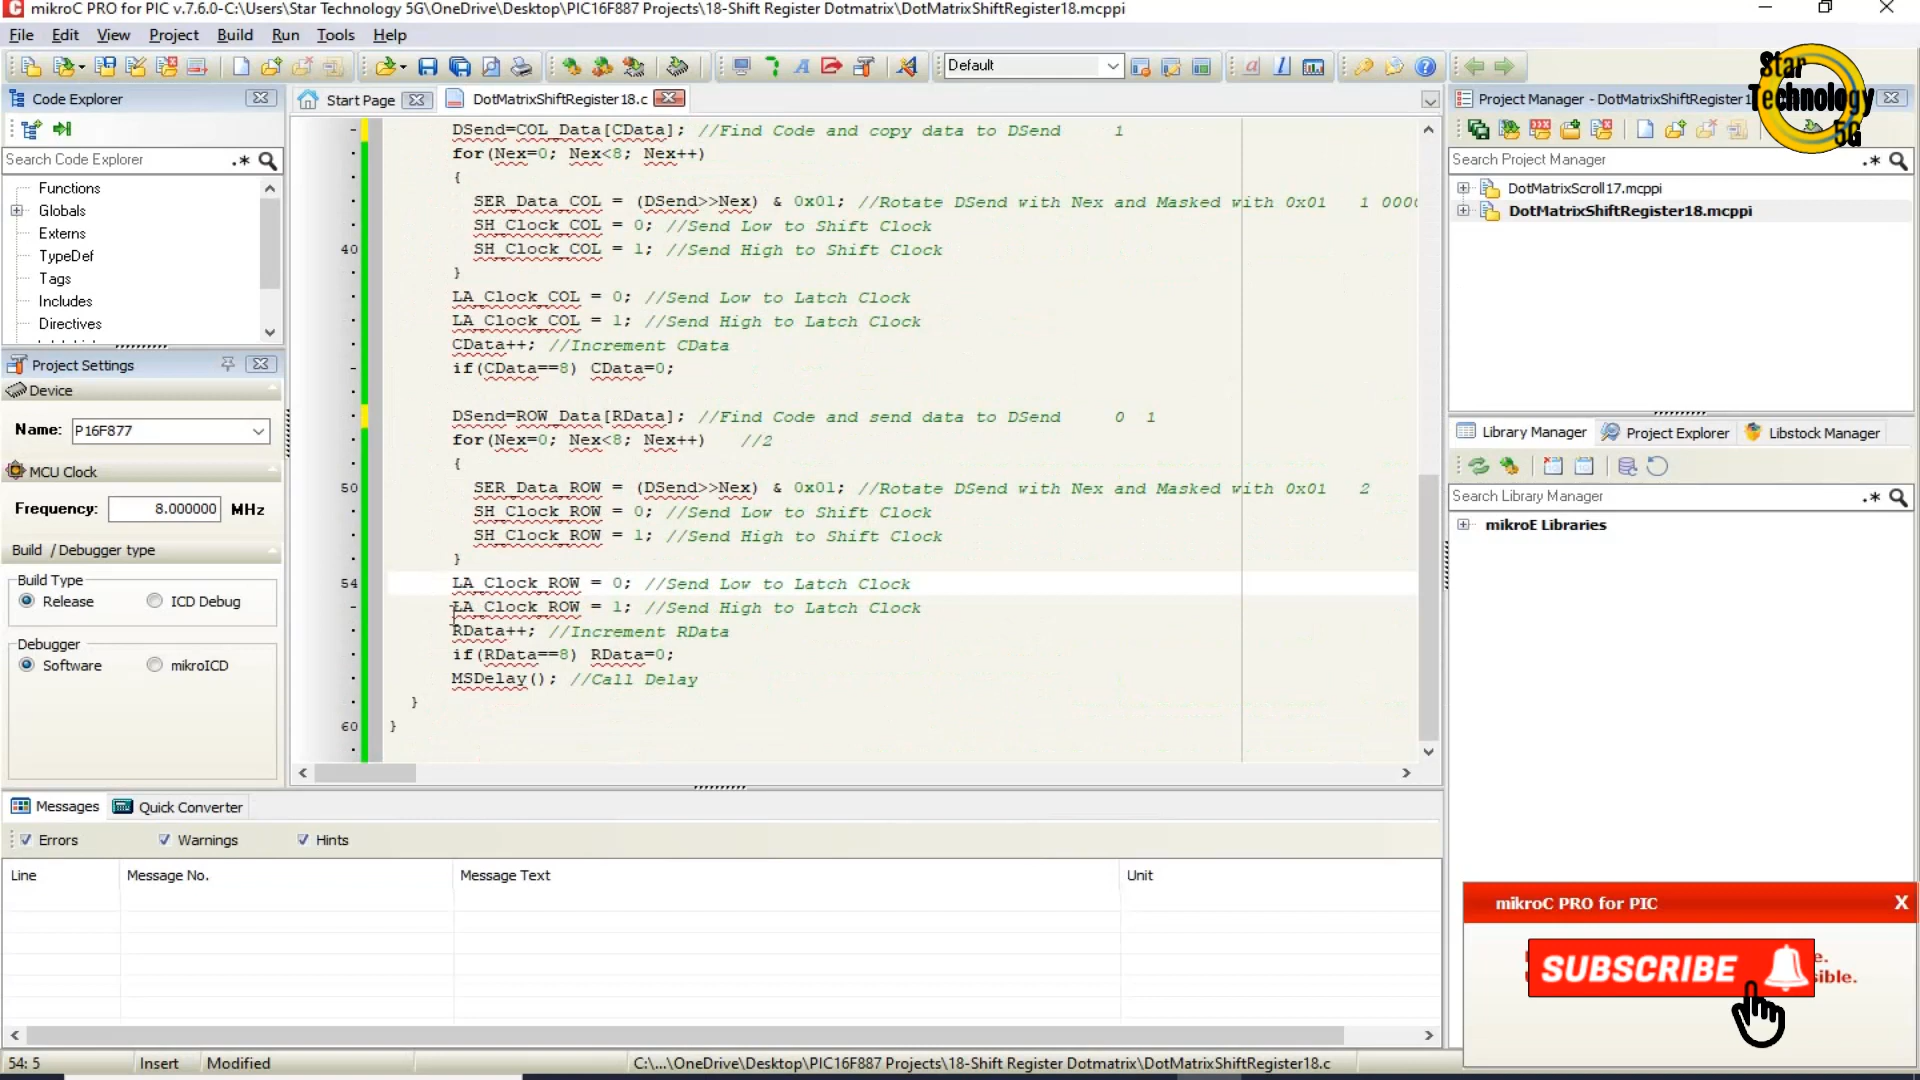 mikroC PRO for PIC v.7.6.0-C:\Users\Star Technology 5G\OneDrive\Desktop\PIC16F887 Projects\18-Shift Register Dotmatrix\DotMatrixShiftRegister18.mcppi
File Edit View Project Build Run Tools Help
Default
Star Technology 5G
Code Explorer
Start Page
DotMatrixShiftRegister18.c
Project Manager - DotMatrixShiftRegister1
Search Code Explorer
Functions
Globals
Externs
TypeDef
Tags
Includes
Directives
Project Settings
Device
Name: P16F877
MCU Clock
Frequency: 8.000000 MHz
Build / Debugger type
Build Type
Release ICD Debug
Debugger
Software mikroICD
DSend=COL_Data[CData]; //Find Code and copy data to DSend 1
for(Nex=0; Nex<8; Nex++)
{
SER_Data_COL = (DSend>>Nex) & 0x01; //Rotate DSend with Nex and Masked with 0x01 1 000
SH_Clock_COL = 0; //Send Low to Shift Clock
40 SH_Clock_COL = 1; //Send High to Shift Clock
}
LA_Clock_COL = 0; //Send Low to Latch Clock
LA_Clock_COL = 1; //Send High to Latch Clock
CData++; //Increment CData
if(CData==8) CData=0;
DSend=ROW_Data[RData]; //Find Code and send data to DSend 0 1
for(Nex=0; Nex<8; Nex++) //2
{
50 SER_Data_ROW = (DSend>>Nex) & 0x01; //Rotate DSend with Nex and Masked with 0x01 2
SH_Clock_ROW = 0; //Send Low to Shift Clock
SH_Clock_ROW = 1; //Send High to Shift Clock
}
54 LA_Clock_ROW = 0; //Send Low to Latch Clock
LA_Clock_ROW = 1; //Send High to Latch Clock
RData++; //Increment RData
if(RData==8) RData=0;
MSDelay(); //Call Delay
}
60 }
Search Project Manager
DotMatrixScroll17.mcppi
DotMatrixShiftRegister18.mcppi
Library Manager Project Explorer Libstock Manager
Search Library Manager
mikroE Libraries
Messages Quick Converter
Errors Warnings Hints
Line Message No. Message Text Unit
mikroC PRO for PIC X
SUBSCRIBE
54: 5 Insert Modified C:\...\OneDrive\Desktop\PIC16F887 Projects\18-Shift Register Dotmatrix\DotMatrixShiftRegister18.c